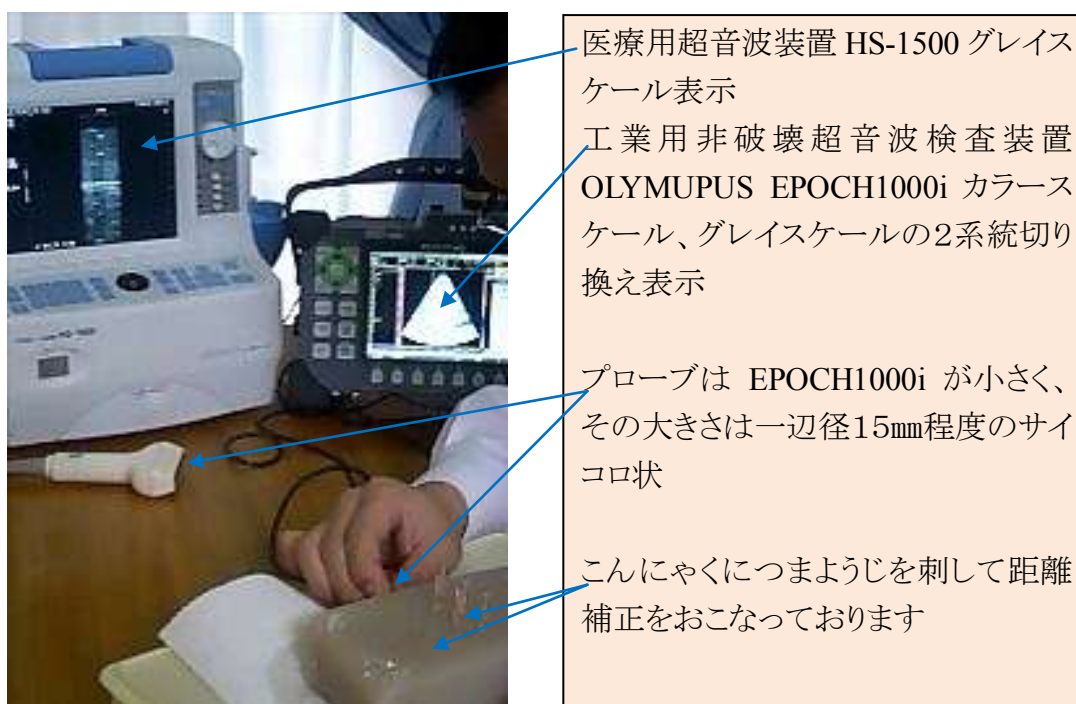 医療用超音波装置 HS-1500 グレイス
ケール表示
工業用非破壊超音波検査装置
OLYMUPUS EPOCH1000i カラース
ケール、グレイスケールの２系統切り
換え表示
プローブは EPOCH1000i が小さく、
その大きさは一辺径１５㎜程度のサイ
コロ状
こんにゃくにつまようじを刺して距離
補正をおこなっております